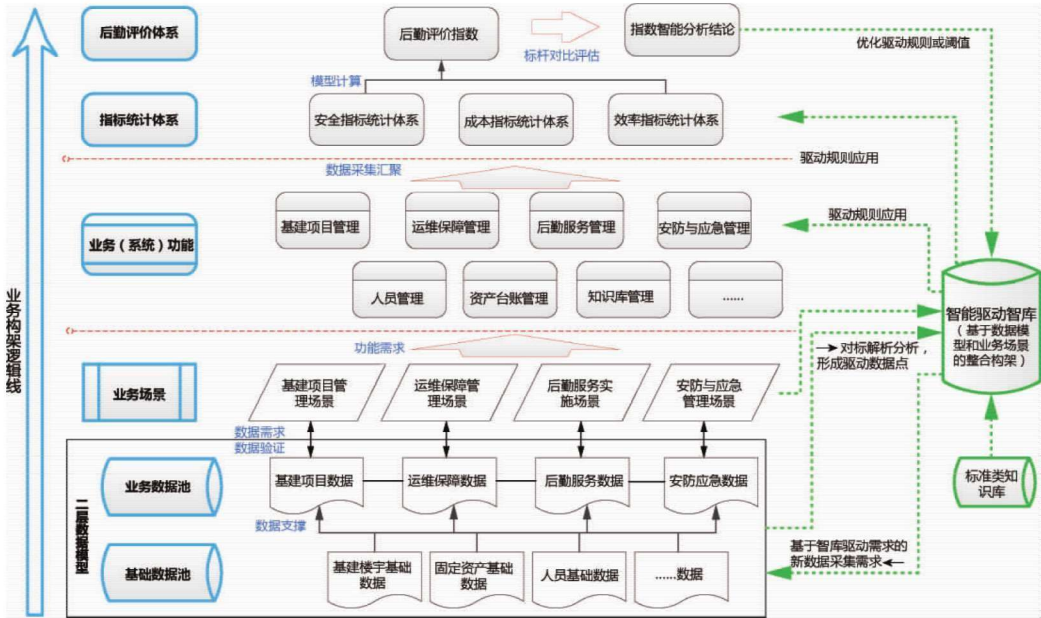 后勤评价体系
后勤评价指数
标杆对比评估
指数智能分析结论
优化驱动规则或阈值
模型计算
指标统计体系
安全指标统计体系
成本指标统计体系
效率指标统计体系
驱动规则应用
数据采集汇聚
业务（系统）功能
基建项目管理
运维保障管理
后勤服务管理
安防与应急管理
驱动规则应用
人员管理
资产台账管理
知识库管理
……
业务构架逻辑线
智能驱动智库
（基于数据模
型和业务场景
的整合构架）
功能需求
对标解析分析，
形成驱动数据点
业务场景
基建项目管
理场景
运维保障管
理场景
后勤服务实
施场景
安防与应急
管理场景
数据需求
数据验证
二层数据模型
业务数据池
基建项目数据
运维保障数据
后勤服务数据
安防应急数据
标准类知
识库
数据支撑
基础数据池
基建楼宇基础
数据
固定资产基础
数据
人员基础数据
……数据
基于智库驱动需求的
新数据采集需求